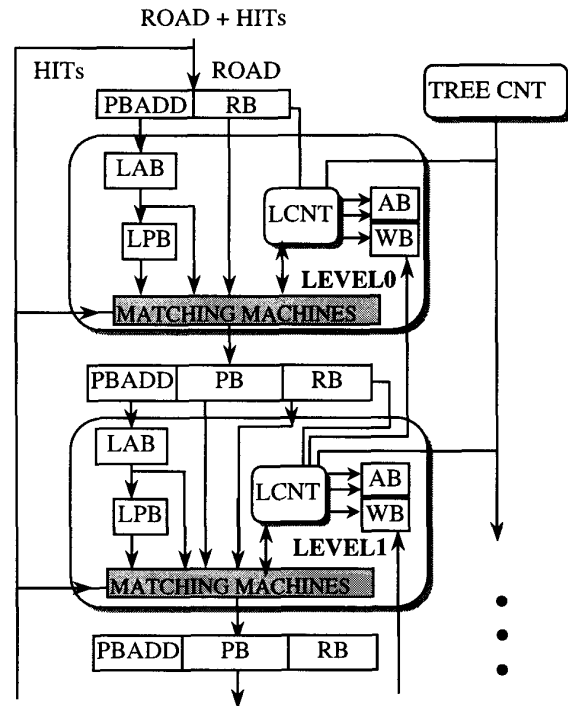 ROAD + HITs
HITs
ROAD
PBADD
RB
TREE CNT
LAB
LCNT
AB
LPB
WB
LEVEL0
MATCHING MACHINES
PBADD
PB
RB
LAB
LCNT
AB
LPB
WB
LEVEL1
MATCHING MACHINES
PBADD
PB
RB